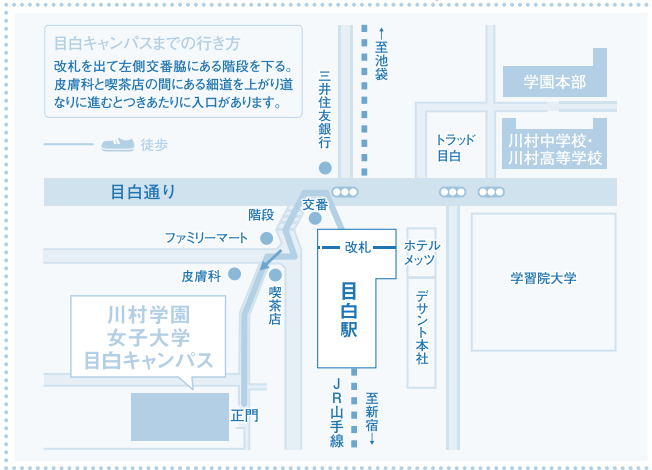 目白キャンパスまでの行き方
改札を出て左側交番脇にある階段を下る。
皮膚科と喫茶店の間にある細道を上がり道
なりに進むとつきあたりに入口があります。
徒歩
三井住友銀行
←至池袋
トラッド
目白
学園本部
川村中学校・
川村高等学校
目白通り
階段
交番
ファミリーマート
皮膚科
喫茶店
改札
目白駅
ホテル
メッツ
デサント本社
学習院大学
川村学園
女子大学
目白キャンパス
正門
JR山手線
至新宿→